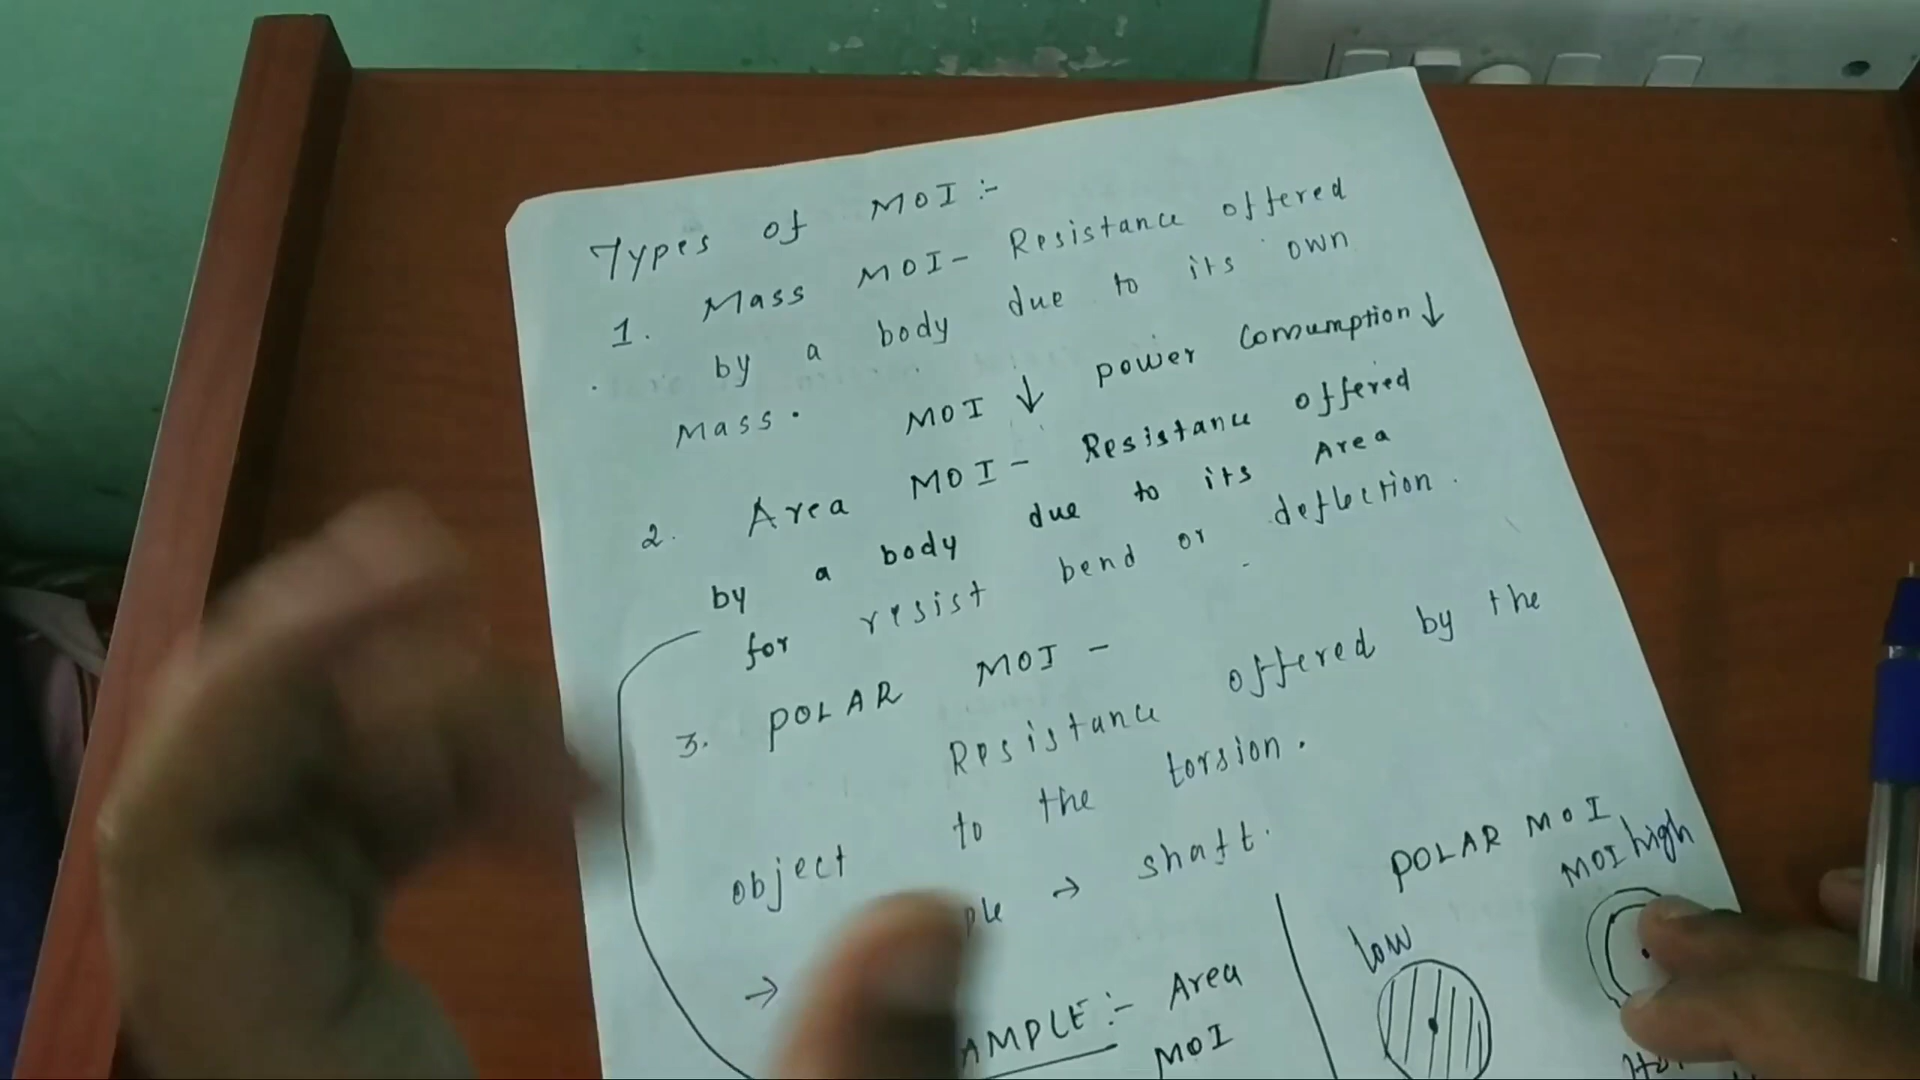 Types of MOI :-
1. Mass MOI - Resistance offered
by a body due to its own
Mass. MOI ↓ power Consumption ↓
2. Area MOI - Resistance offered
by a body due to its Area
for resist bend or deflection.
3. POLAR MOI -
Resistance offered by the
object to the torsion.
→ ple → shaft.
AMPLE :- Area
MOI
POLAR MOI
MOI high
low